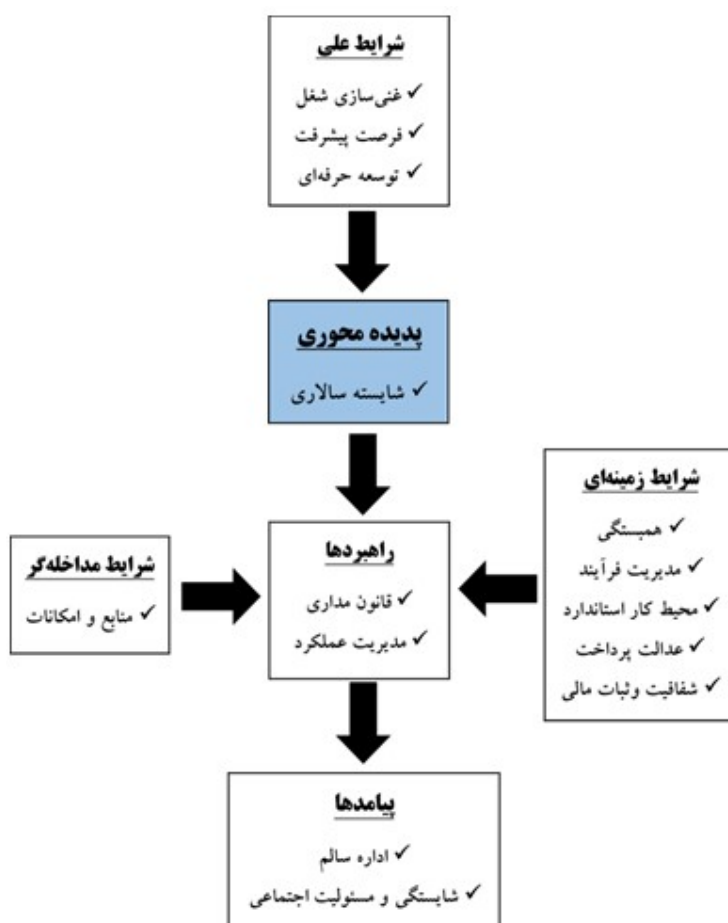 شرایط علی
✓ غنی‌سازی شغل
✓ فرصت پیشرفت
✓ توسعه حرفه‌ای
پدیده محوری
✓ شایسته سالاری
شرایط زمینه‌ای
✓ همبستگی
✓ مدیریت فرآیند
✓ محیط کار استاندارد
✓ عدالت پرداخت
✓ شفافیت وثبات مالی
راهبردها
✓ قانون مداری
✓ مدیریت عملکرد
شرایط مداخله‌گر
✓ منابع و امکانات
پیامدها
✓ اداره سالم
✓ شایستگی و مسئولیت اجتماعی